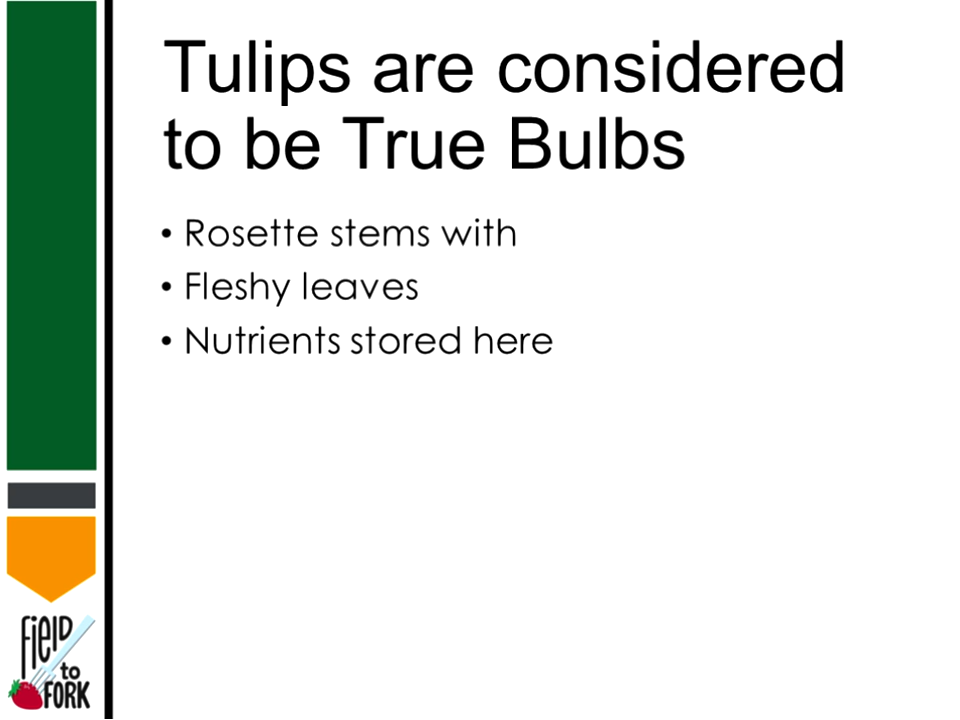 Tulips are considered
to be True Bulbs
• Rosette stems with
• Fleshy leaves
• Nutrients stored here
FiElD
to
FORK